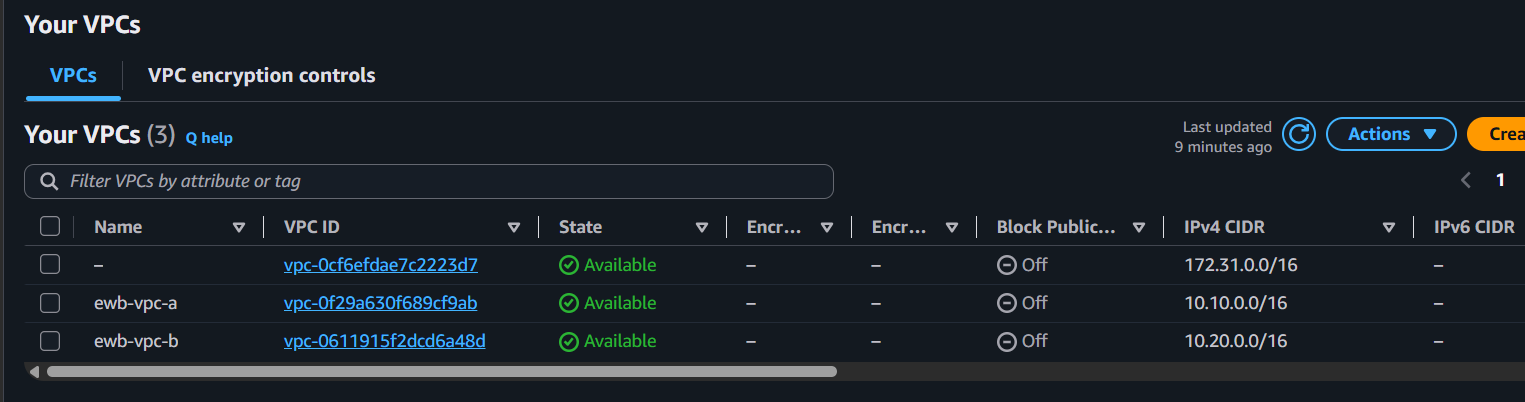 Your VPCs
VPCs VPC encryption controls
Your VPCs (3) Q help
Last updated
9 minutes ago
Actions
Crea
Filter VPCs by attribute or tag
1
Name VPC ID State Encr... Encr... Block Public... IPv4 CIDR IPv6 CIDR
– vpc-0cf6efdae7c2223d7 Available – – Off 172.31.0.0/16 –
ewb-vpc-a vpc-0f29a630f689cf9ab Available – – Off 10.10.0.0/16 –
ewb-vpc-b vpc-0611915f2dcd6a48d Available – – Off 10.20.0.0/16 –